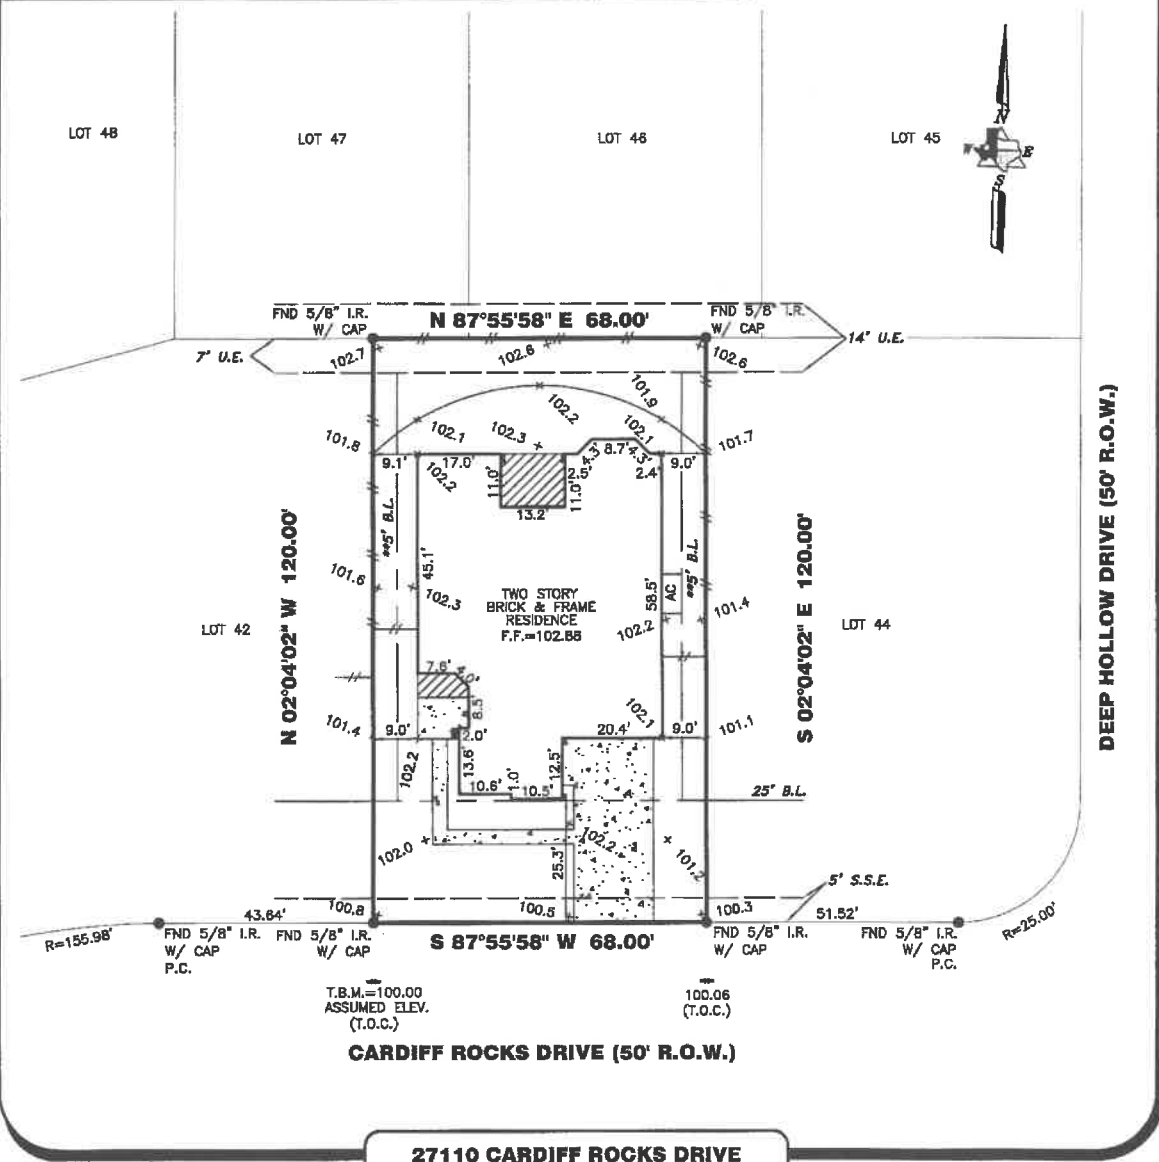 LOT 48
LOT 47
LOT 46
LOT 45
N
W
E
S
FND 5/8" I.R.
W/ CAP
N 87°55'58" E 68.00'
FND 5/8" I.R.
W/ CAP
7' U.E.
14' U.E.
102.7
102.6
102.6
101.9
102.2
101.8
102.1
102.3
102.1
101.7
9.1'
17.0'
4.3'
8.7'
4.3'
2.4'
9.0'
102.2
11.0'
2.5'
11.0'
13.2'
**5' B.L.
**5' B.L.
N 02°04'02" W 120.00'
S 02°04'02" E 120.00'
DEEP HOLLOW DRIVE (50' R.O.W.)
45.1'
58.5'
AC
101.6
102.3
TWO STORY
BRICK & FRAME
RESIDENCE
F.F.=102.88
102.2
101.4
LOT 42
LOT 44
7.6'
8.5'
101.4
9.0'
2.0'
20.4'
102.1
9.0'
101.1
102.2
13.6'
12.5'
10.6'
1.0'
10.5'
25' B.L.
102.0
102.2
101.2
25.3'
5' S.S.E.
43.64'
100.8
100.5
100.3
51.52'
R=155.98'
FND 5/8" I.R.
W/ CAP
P.C.
FND 5/8" I.R.
W/ CAP
S 87°55'58" W 68.00'
FND 5/8" I.R.
W/ CAP
FND 5/8" I.R.
W/ CAP
P.C.
R=25.00'
T.B.M.=100.00
ASSUMED ELEV.
(T.O.C.)
100.06
(T.O.C.)
CARDIFF ROCKS DRIVE (50' R.O.W.)
27110 CARDIFF ROCKS DRIVE